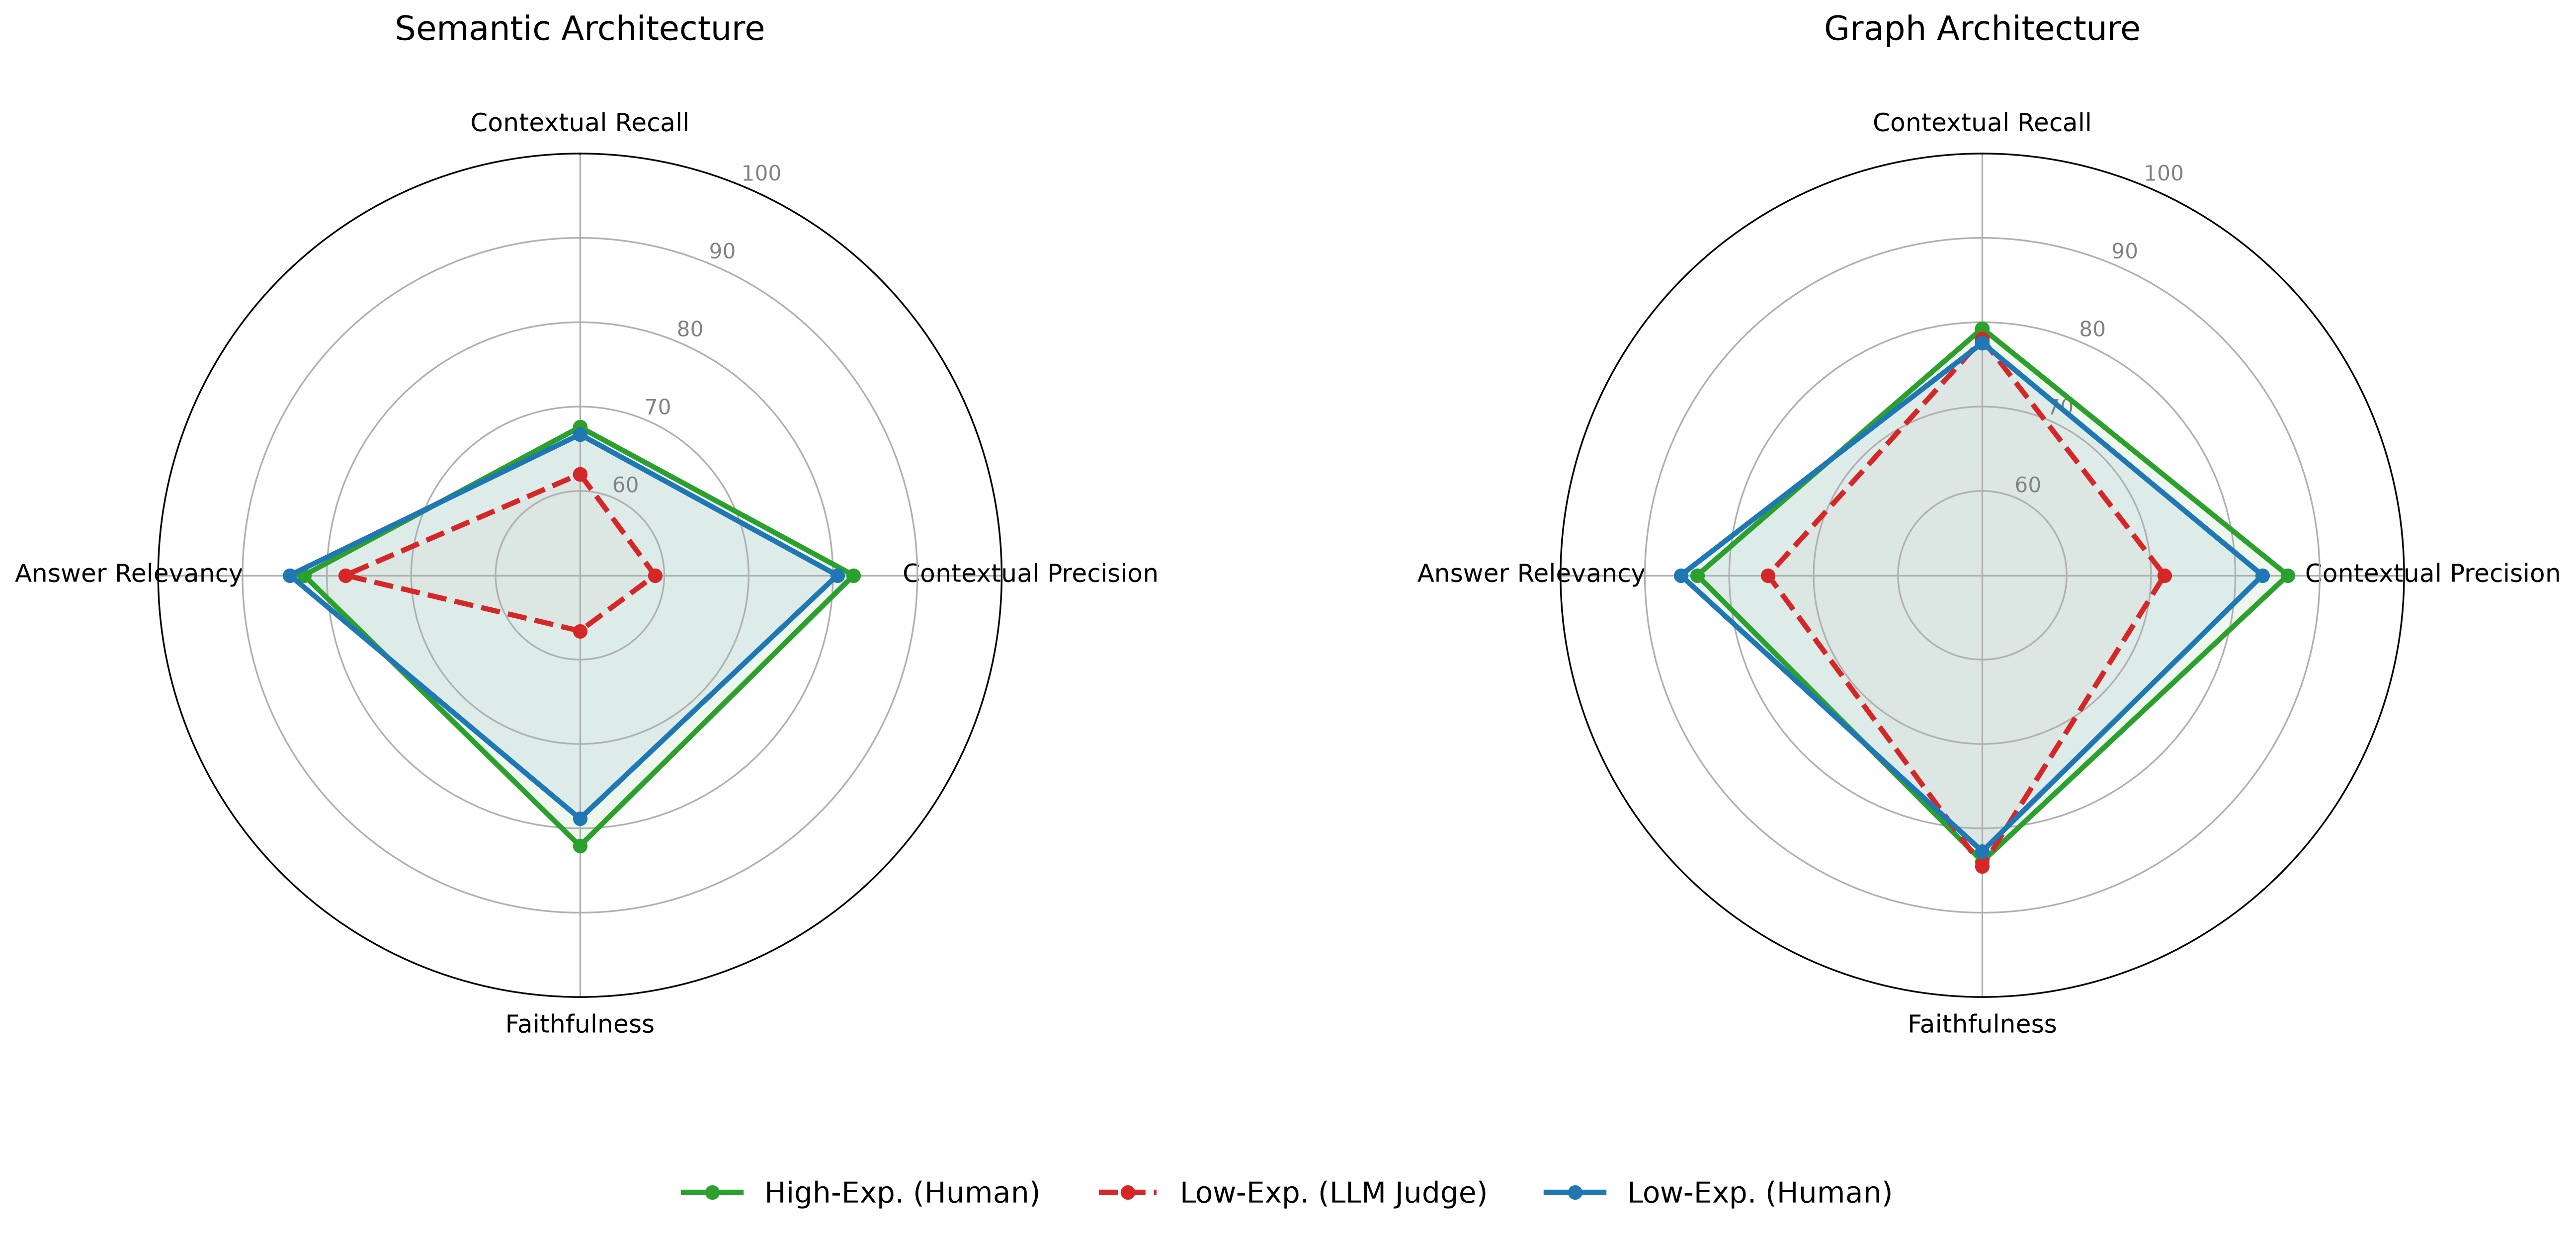 Semantic Architecture
Graph Architecture
Contextual Recall
100
90
80
70
60
Answer Relevancy
Contextual Precision
Faithfulness
Contextual Recall
100
90
80
70
60
Answer Relevancy
Contextual Precision
Faithfulness
High-Exp. (Human)
Low-Exp. (LLM Judge)
Low-Exp. (Human)